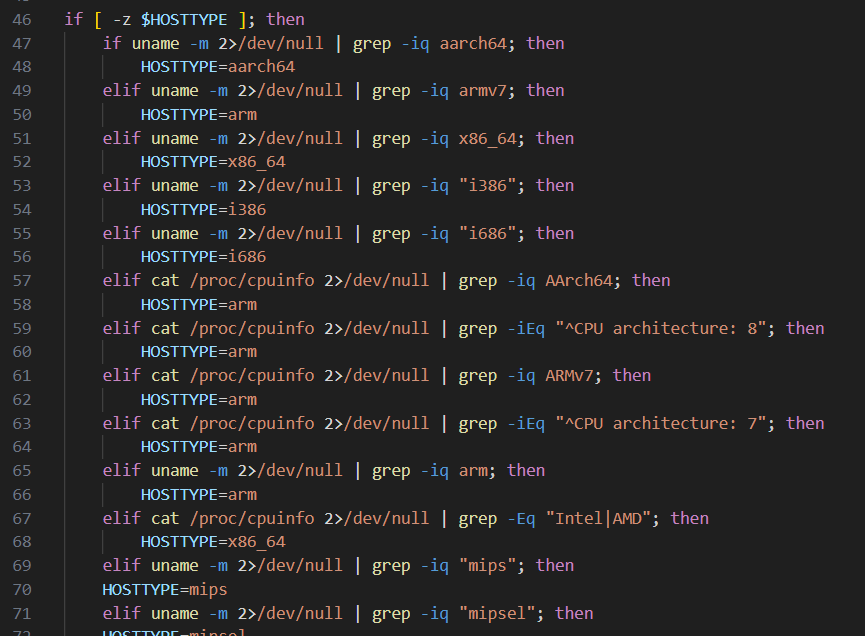 46 if [ -z $HOSTTYPE ]; then
47     if uname -m 2>/dev/null | grep -iq aarch64; then
48         HOSTTYPE=aarch64
49     elif uname -m 2>/dev/null | grep -iq armv7; then
50         HOSTTYPE=arm
51     elif uname -m 2>/dev/null | grep -iq x86_64; then
52         HOSTTYPE=x86_64
53     elif uname -m 2>/dev/null | grep -iq "i386"; then
54         HOSTTYPE=i386
55     elif uname -m 2>/dev/null | grep -iq "i686"; then
56         HOSTTYPE=i686
57     elif cat /proc/cpuinfo 2>/dev/null | grep -iq AArch64; then
58         HOSTTYPE=arm
59     elif cat /proc/cpuinfo 2>/dev/null | grep -iEq "^CPU architecture: 8"; then
60         HOSTTYPE=arm
61     elif cat /proc/cpuinfo 2>/dev/null | grep -iq ARMv7; then
62         HOSTTYPE=arm
63     elif cat /proc/cpuinfo 2>/dev/null | grep -iEq "^CPU architecture: 7"; then
64         HOSTTYPE=arm
65     elif uname -m 2>/dev/null | grep -iq arm; then
66         HOSTTYPE=arm
67     elif cat /proc/cpuinfo 2>/dev/null | grep -Eq "Intel|AMD"; then
68         HOSTTYPE=x86_64
69     elif uname -m 2>/dev/null | grep -iq "mips"; then
70     HOSTTYPE=mips
71     elif uname -m 2>/dev/null | grep -iq "mipsel"; then
72     HOSTTYPE=mipsel